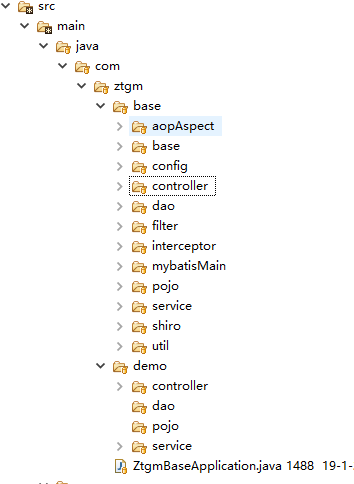 src
main
java
com
ztgm
base
aopAspect
base
config
controller
dao
filter
interceptor
mybatisMain
pojo
service
shiro
util
demo
controller
dao
pojo
service
ZtgmBaseApplication.java 1488 19-1-